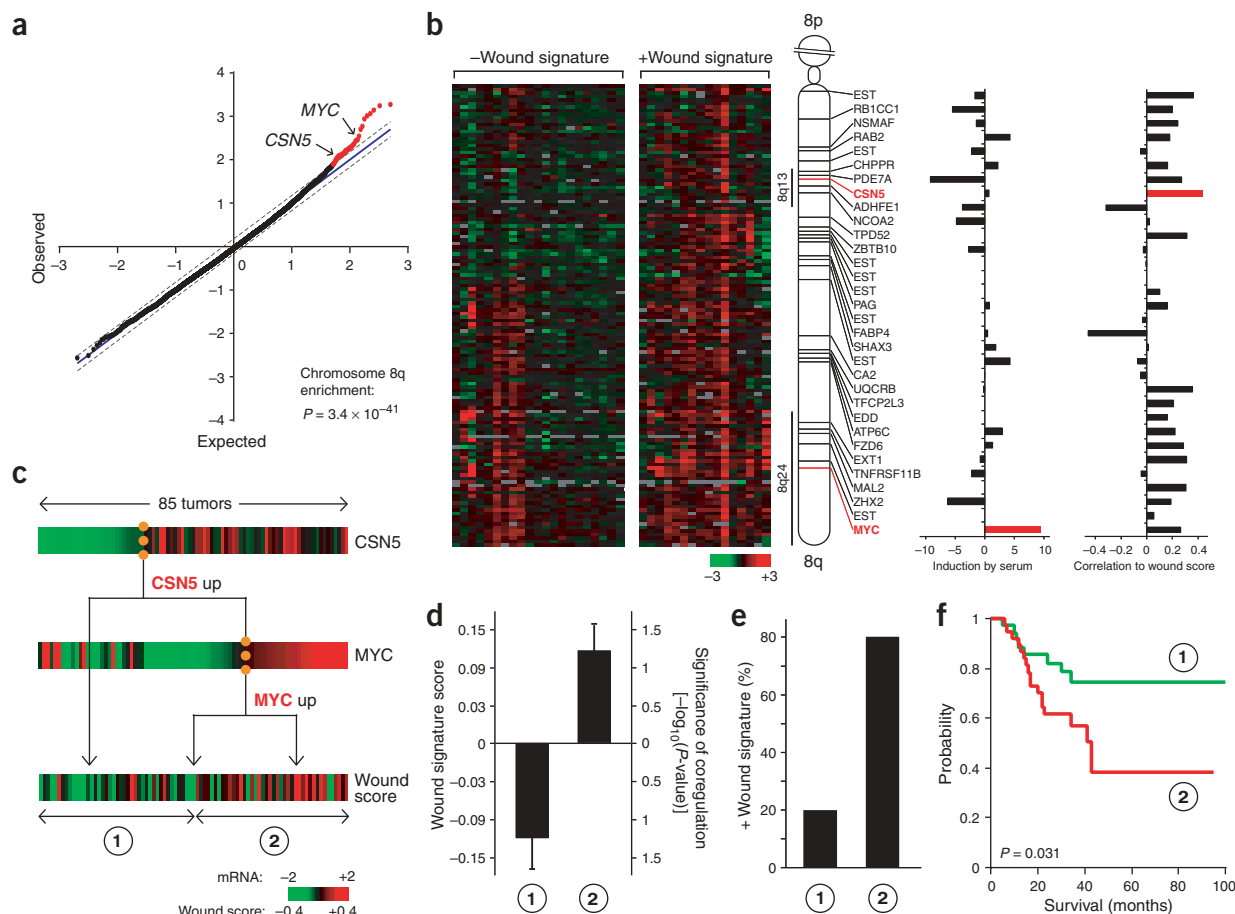 a
4
3
2
1
0
−1
−2
−3
−4
−3
−2
−1
1
2
3
MYC
CSN5
Observed
Expected
Chromosome 8q
enrichment:
P = 3.4 × 10−41
b
−Wound signature
+Wound signature
−3
+3
8p
8q13
8q24
8q
EST
RB1CC1
NSMAF
RAB2
EST
CHPPR
PDE7A
CSN5
ADHFE1
NCOA2
TPD52
ZBTB10
EST
EST
EST
PAG
EST
FABP4
SHAX3
EST
CA2
UQCRB
TFCP2L3
EDD
ATP6C
FZD6
EXT1
TNFRSF11B
MAL2
ZHX2
EST
MYC
−10 −5 0 5 10
Induction by serum
−0.4 −0.2 0 0.2 0.4
Correlation to wound score
c
85 tumors
CSN5
CSN5 up
MYC
MYC up
Wound
score
1 2
mRNA: −2 +2
Wound score: −0.4 +0.4
d
Wound signature score
0.15
0.09
0.03
0
−0.03
−0.09
−0.15
1.5
1.0
0.5
0
0.5
1
1.5
Significance of coregulation
[−log10(P-value)]
1 2
e
+ Wound signature (%)
80
60
40
20
0
1 2
f
Probability
1
0.8
0.6
0.4
0
1
2
P = 0.031
0 20 40 60 80 100
Survival (months)